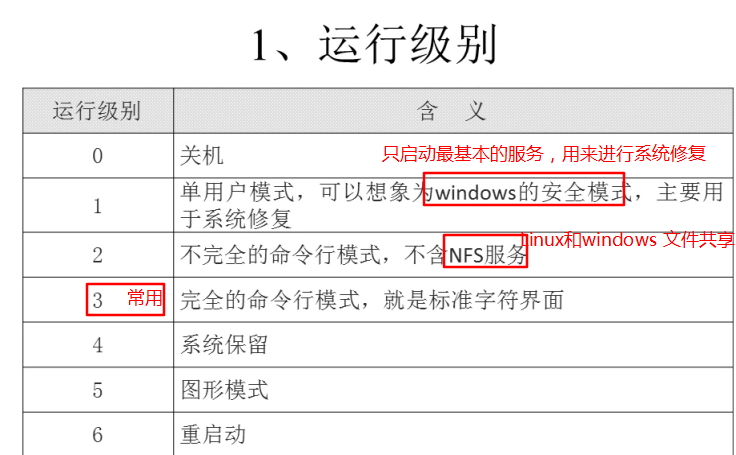 1、运行级别
运行级别 含 义
0 关机
只启动最基本的服务，用来进行系统修复
1 单用户模式，可以想象为windows的安全模式，主要用
于系统修复
Linux和windows 文件共享
2 不完全的命令行模式，不含NFS服务
3 常用 完全的命令行模式，就是标准字符界面
4 系统保留
5 图形模式
6 重启动